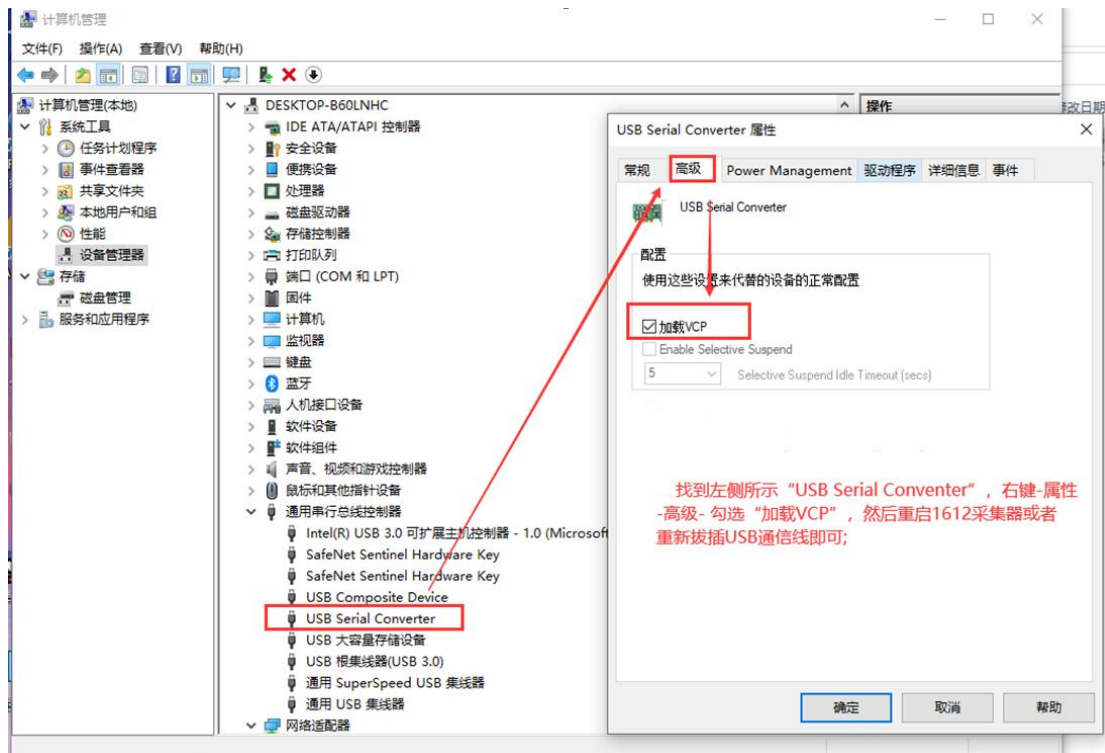 计算机管理
文件(F) 操作(A) 查看(V) 帮助(H)
计算机管理(本地)
系统工具
任务计划程序
事件查看器
共享文件夹
本地用户和组
性能
设备管理器
存储
磁盘管理
服务和应用程序
DESKTOP-B60LNHC
IDE ATA/ATAPI 控制器
安全设备
便携设备
处理器
磁盘驱动器
存储控制器
打印队列
端口 (COM 和 LPT)
固件
计算机
监视器
键盘
蓝牙
人机接口设备
软件设备
软件组件
声音、视频和游戏控制器
鼠标和其他指针设备
通用串行总线控制器
Intel(R) USB 3.0 可扩展主机控制器 - 1.0 (Microsoft
SafeNet Sentinel Hardware Key
SafeNet Sentinel Hardware Key
USB Composite Device
USB Serial Converter
USB 大容量存储设备
USB 根集线器(USB 3.0)
通用 SuperSpeed USB 集线器
通用 USB 集线器
网络适配器
操作
改日期
USB Serial Converter 属性
常规 高级 Power Management 驱动程序 详细信息 事件
USB Serial Converter
配置
使用这些设置来代替的设备的正常配置
加载VCP
Enable Selective Suspend
5 Selective Suspend Idle Timeout (secs)
找到左侧所示“USB Serial Conventer”，右键-属性
-高级- 勾选“加载VCP”，然后重启1612采集器或者
重新拔插USB通信线即可;
确定 取消 帮助